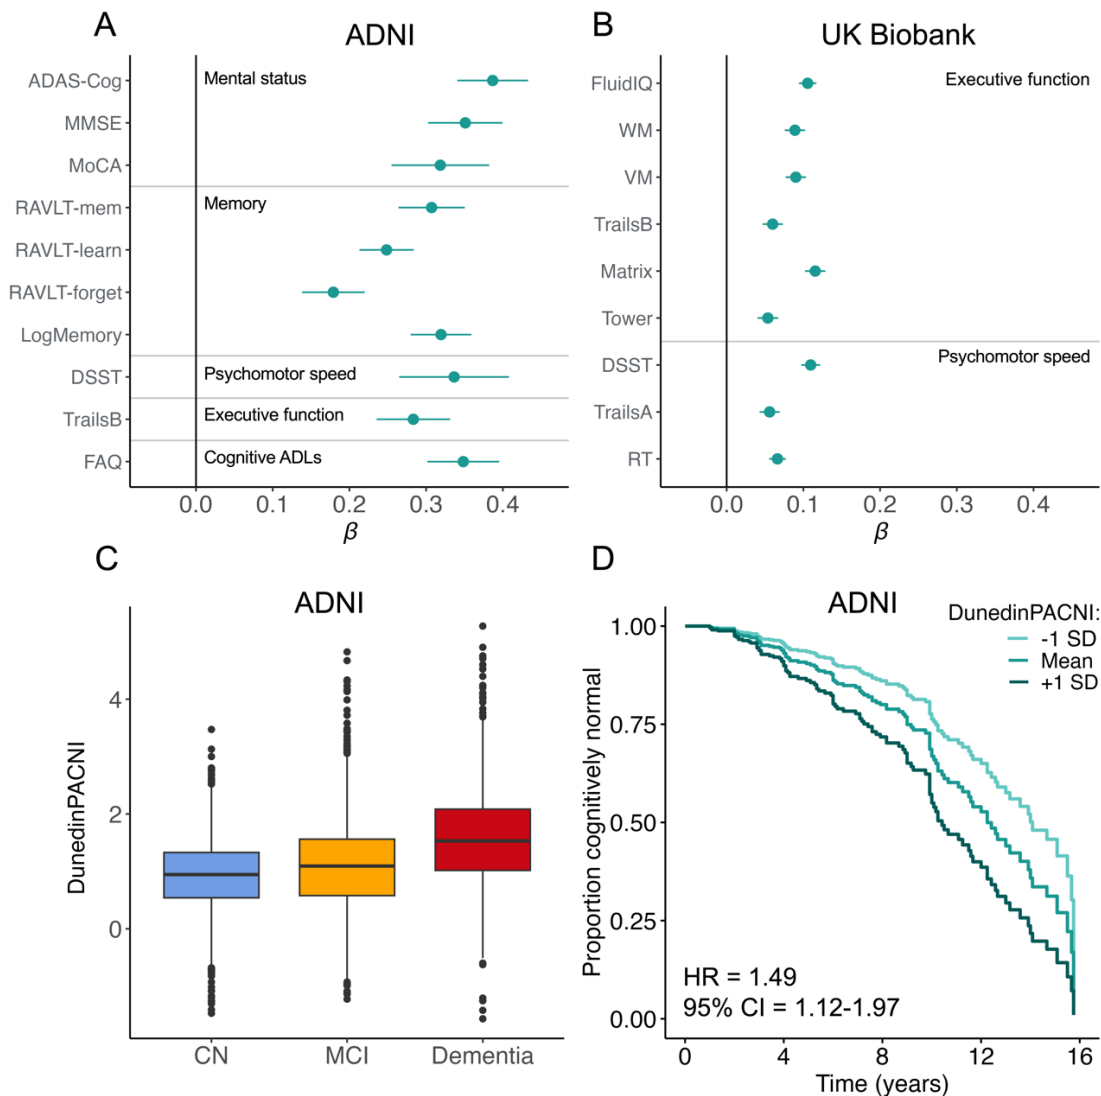 A
ADNI
ADAS-Cog
Mental status
MMSE
MoCA
RAVLT-mem
Memory
RAVLT-learn
RAVLT-forget
LogMemory
DSST
Psychomotor speed
TrailsB
Executive function
FAQ
Cognitive ADLs
0.0 0.1 0.2 0.3 0.4
β
B
UK Biobank
FluidIQ
Executive function
WM
VM
TrailsB
Matrix
Tower
DSST
Psychomotor speed
TrailsA
RT
0.0 0.1 0.2 0.3 0.4
β
C
ADNI
DunedinPACNI
4
2
0
CN MCI Dementia
D
ADNI
DunedinPACNI:
-1 SD
Mean
+1 SD
Proportion cognitively normal
1.00
0.75
0.50
0.25
0.00
HR = 1.49
95% CI = 1.12-1.97
0 4 8 12 16
Time (years)